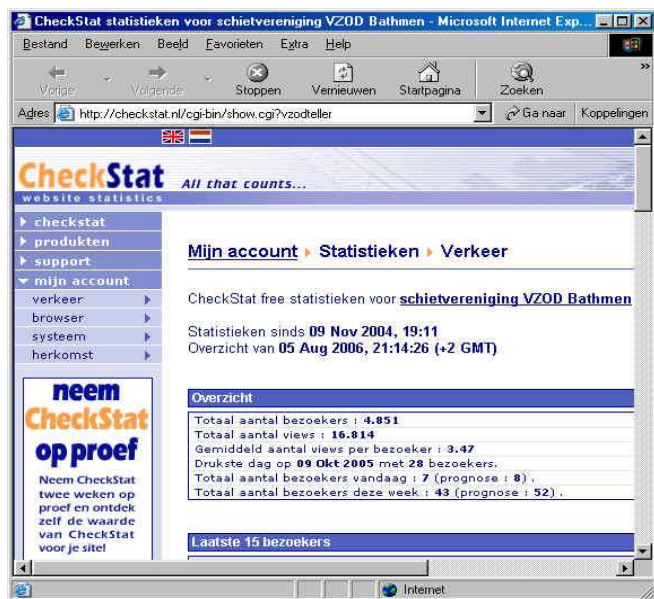 CheckStat statistieken voor schietvereniging VZOD Bathmen - Microsoft Internet Exp...
Bestand Bewerken Beeld Favorieten Extra Help
Vorige Volgende Stoppen Vernieuwen Startpagina Zoeken »
Adres http://checkstat.nl/cgi-bin/show.cgi?vzodteller Ga naar Koppelingen
CheckStat All that counts...
website statistics
checkstat
produkten
support
mijn account
verkeer
browser
systeem
herkomst
neem
CheckStat
op proef
Neem CheckStat
twee weken op
proef en ontdek
zelf de waarde
van CheckStat
voor je site!
Mijn account Statistieken Verkeer
CheckStat free statistieken voor schietvereniging VZOD Bathmen
Statistieken sinds 09 Nov 2004, 19:11
Overzicht van 05 Aug 2006, 21:14:26 (+2 GMT)
Overzicht
Totaal aantal bezoekers : 4.851
Totaal aantal views : 16.814
Gemiddeld aantal views per bezoeker : 3.47
Drukste dag op 09 Okt 2005 met 28 bezoekers.
Totaal aantal bezoekers vandaag : 7 (prognose : 8) .
Totaal aantal bezoekers deze week : 43 (prognose : 52) .
Laatste 15 bezoekers
Internet